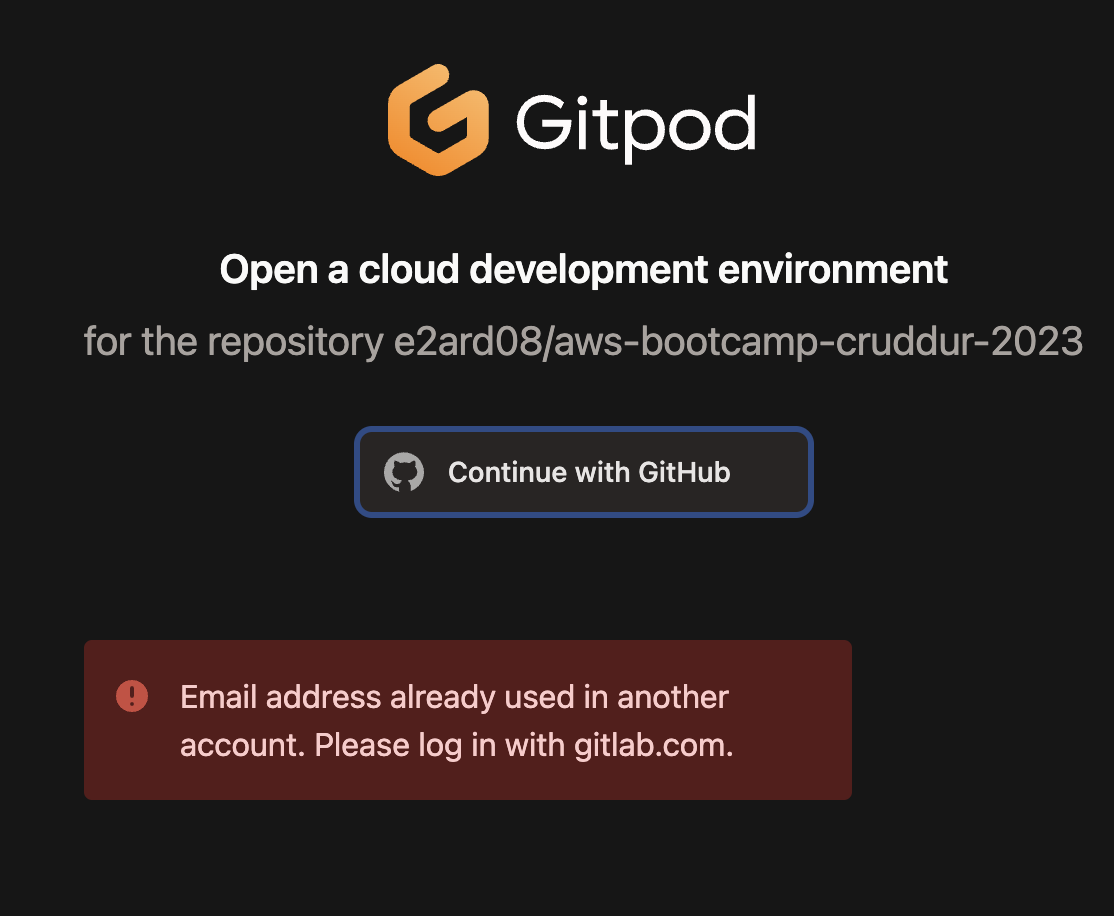 Gitpod
Open a cloud development environment
for the repository e2ard08/aws-bootcamp-cruddur-2023
Continue with GitHub
Email address already used in another
account. Please log in with gitlab.com.